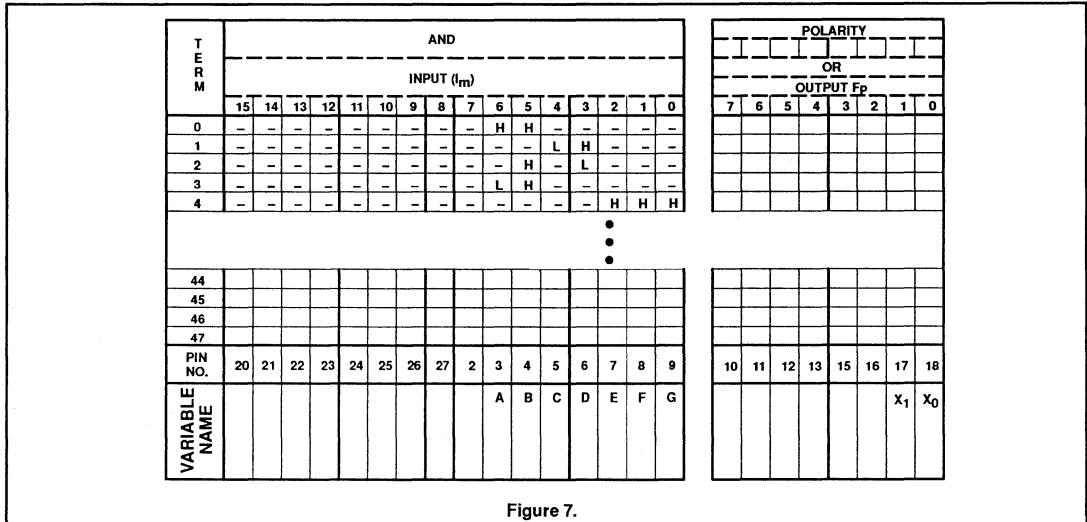 TERM
AND
INPUT (Im)
15 14 13 12 11 10 9 8 7 6 5 4 3 2 1 0
POLARITY
OR
OUTPUT Fp
7 6 5 4 3 2 1 0
0 – – – – – – – – – H H – – – – –
1 – – – – – – – – – – – L H – – –
2 – – – – – – – – – – H – L – – –
3 – – – – – – – – – L H – – – – –
4 – – – – – – – – – – – – – H H H
44
45
46
47
PIN NO. 20 21 22 23 24 25 26 27 2 3 4 5 6 7 8 9
10 11 12 13 15 16 17 18
VARIABLE NAME
A B C D E F G
X1 X0
Figure 7.